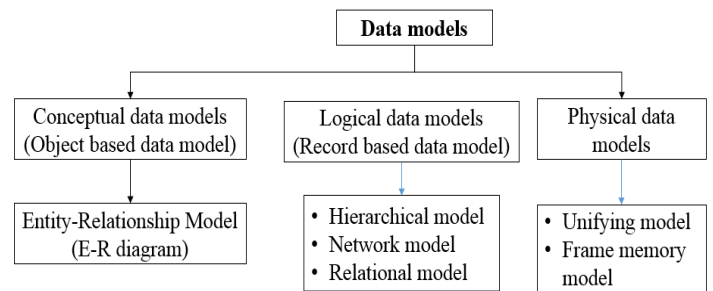 Data models
Conceptual data models
(Object based data model)
Logical data models
(Record based data model)
Physical data
models
Entity-Relationship Model
(E-R diagram)
• Hierarchical model
• Network model
• Relational model
• Unifying model
• Frame memory
model